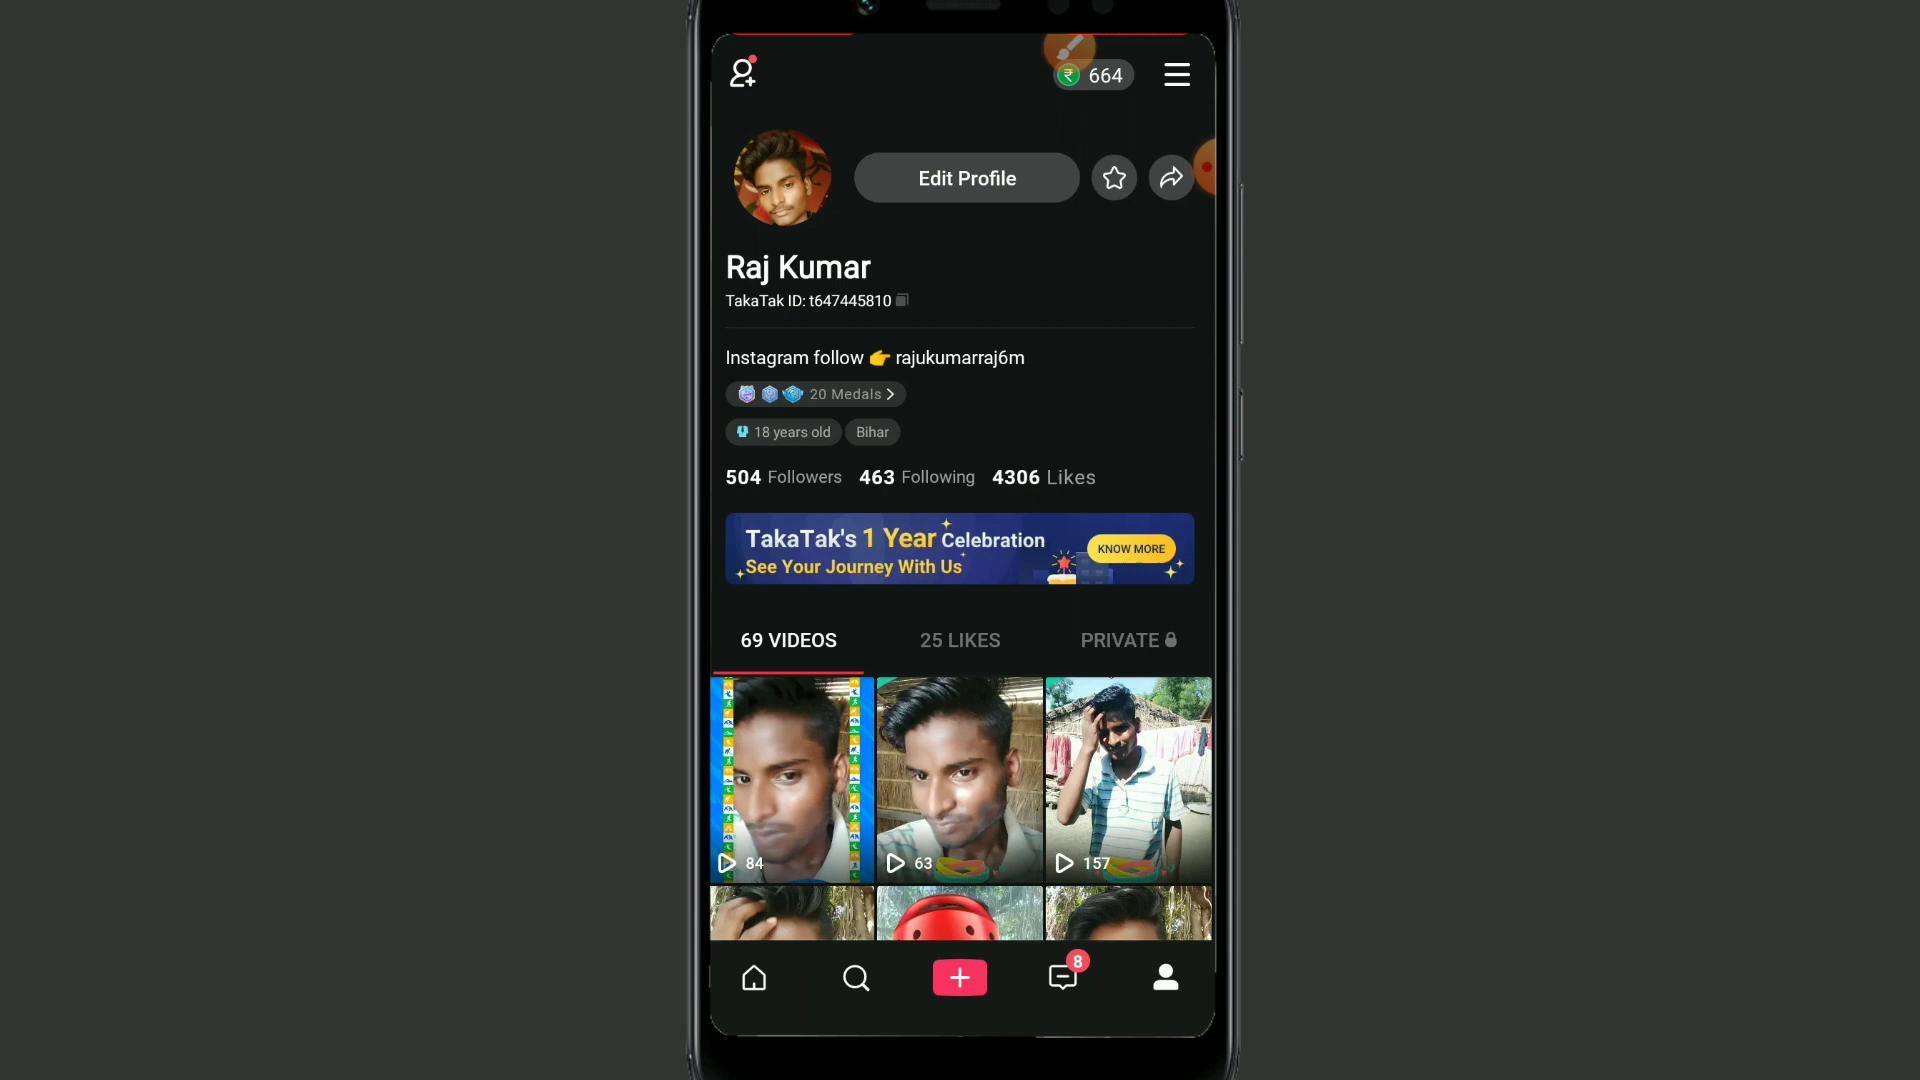 ₹ 664
Edit Profile
Raj Kumar
TakaTak ID: t647445810
Instagram follow 👉 rajukumarraj6m
20 Medals
18 years old Bihar
504 Followers 463 Following 4306 Likes
TakaTak's 1 Year Celebration
See Your Journey With Us
KNOW MORE
69 VIDEOS 25 LIKES PRIVATE
84 63 157
8